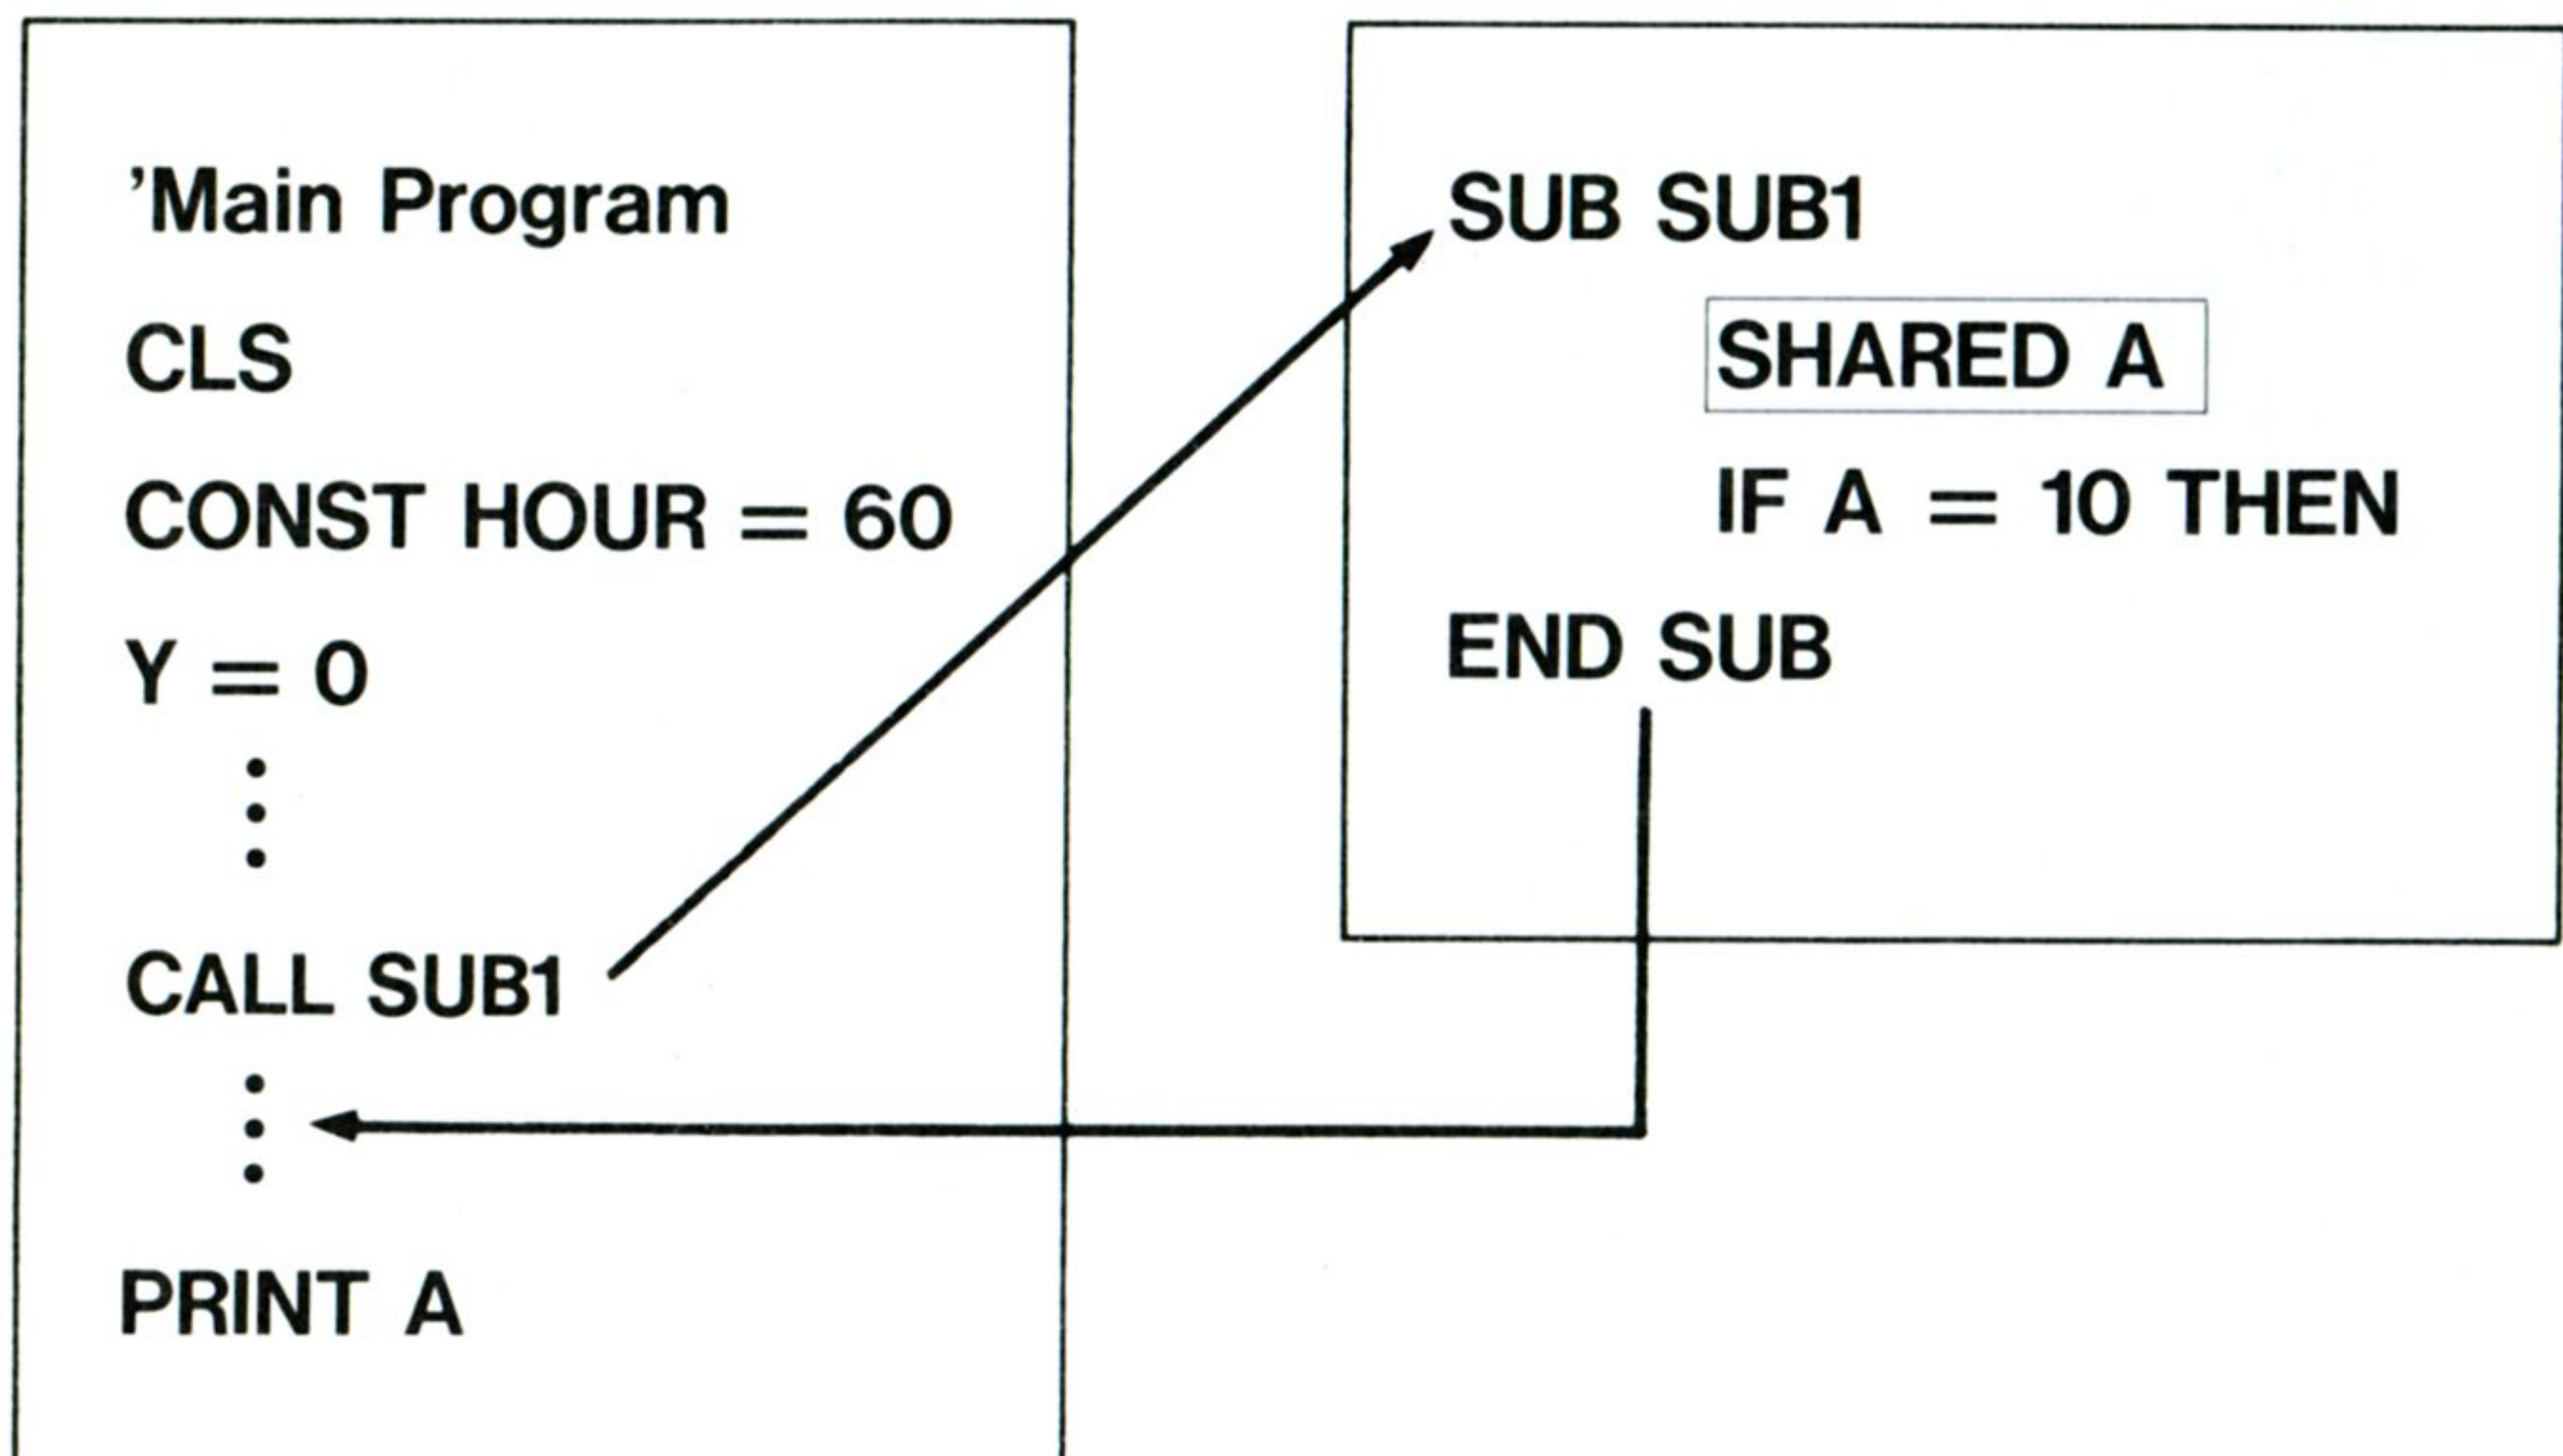 ’Main Program
CLS
CONST HOUR = 60
Y = 0
CALL SUB1
PRINT A
SUB SUB1
SHARED A
IF A = 10 THEN
END SUB